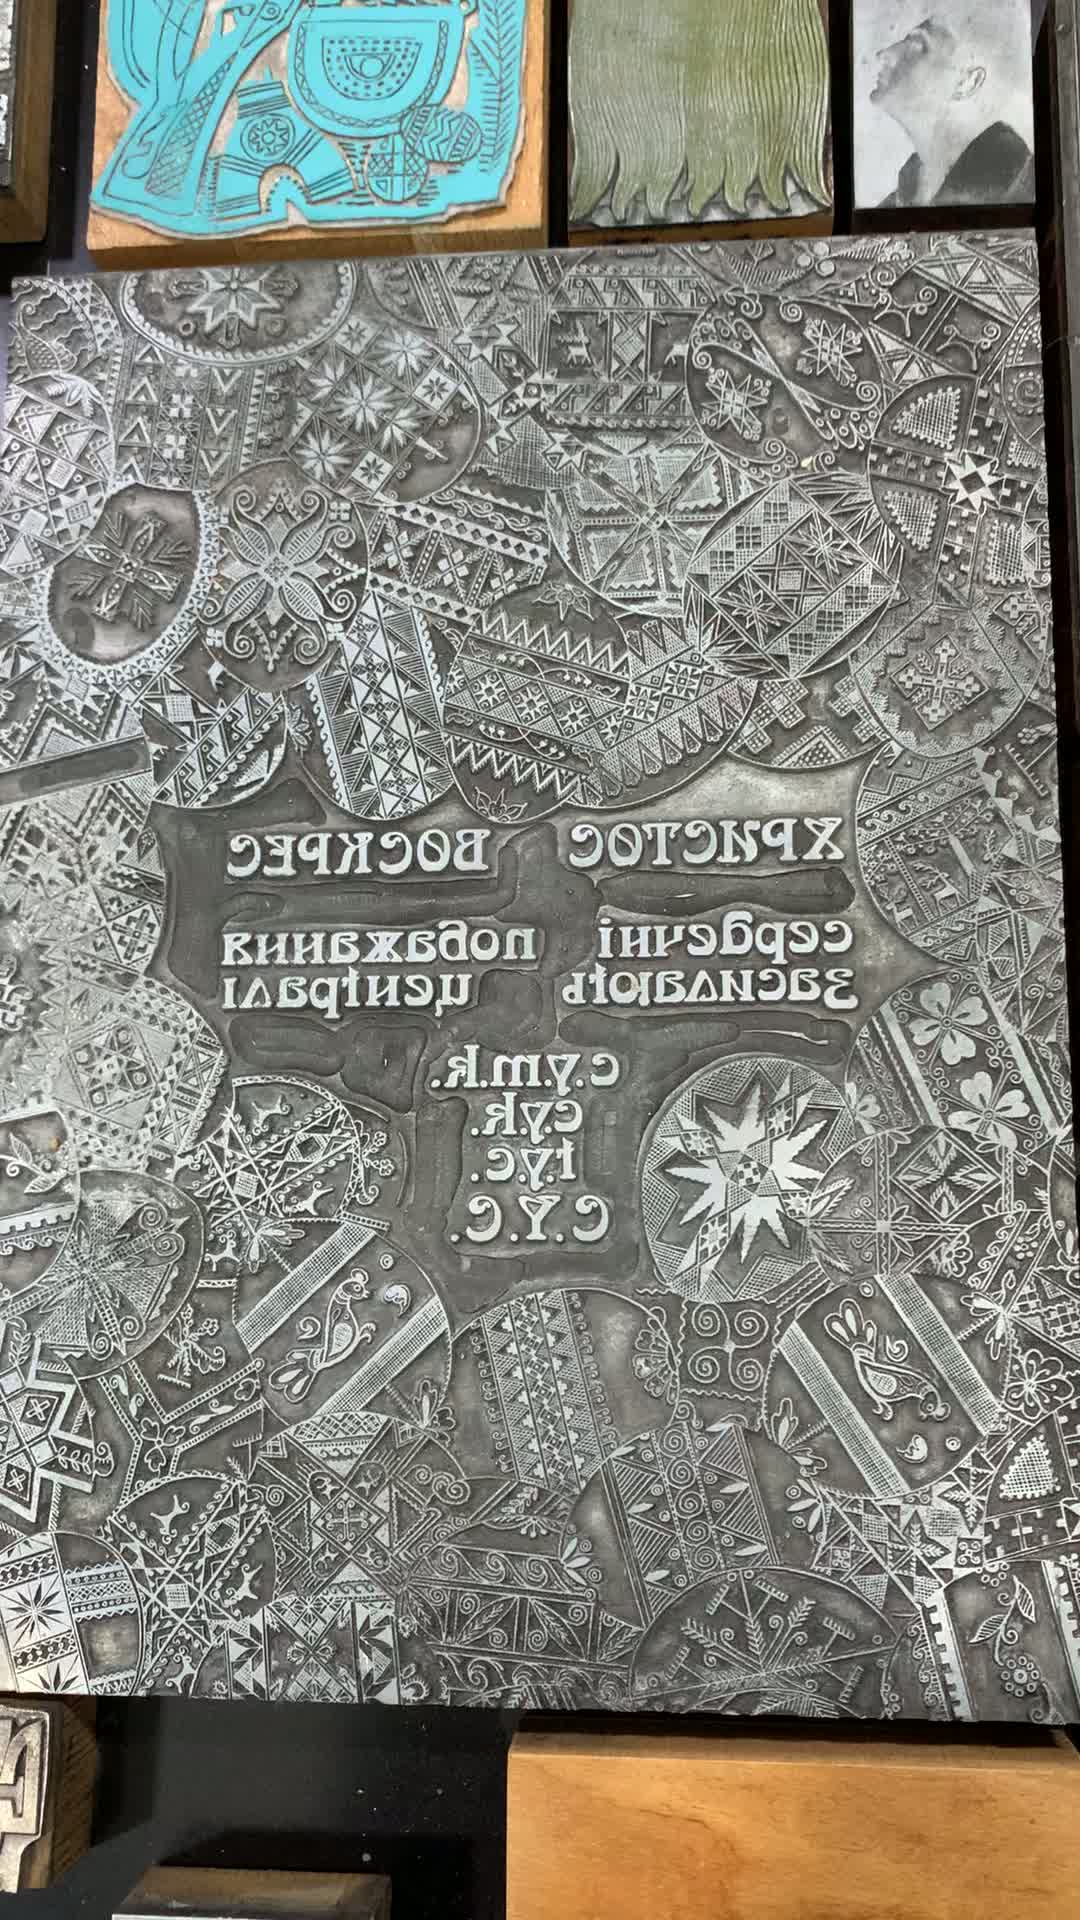 ХРИСТОС ВОСКРЕС
сердечні побажання
засилають централі
с.у.м.к.
с.у.к.
т.у.с.
С.У.С.